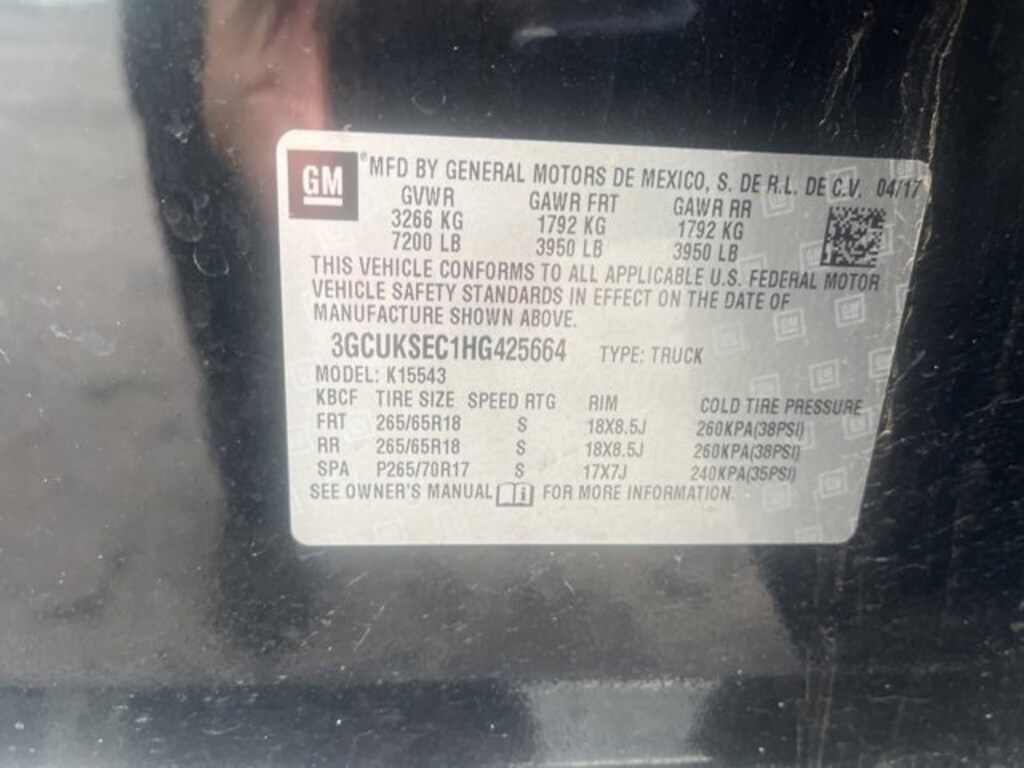 GM ®MFD BY GENERAL MOTORS DE MEXICO, S. DE R.L. DE C.V. 04/17
GVWR GAWR FRT GAWR RR
3266 KG 1792 KG 1792 KG
7200 LB 3950 LB 3950 LB
THIS VEHICLE CONFORMS TO ALL APPLICABLE U.S. FEDERAL MOTOR
VEHICLE SAFETY STANDARDS IN EFFECT ON THE DATE OF
MANUFACTURE SHOWN ABOVE.
3GCUKSEC1HG425664 TYPE: TRUCK
MODEL: K15543
KBCF TIRE SIZE SPEED RTG RIM COLD TIRE PRESSURE
FRT 265/65R18 S 18X8.5J 260KPA(38PSI)
RR 265/65R18 S 18X8.5J 260KPA(38PSI)
SPA P265/70R17 S 17X7J 240KPA(35PSI)
SEE OWNER'S MANUAL i FOR MORE INFORMATION.